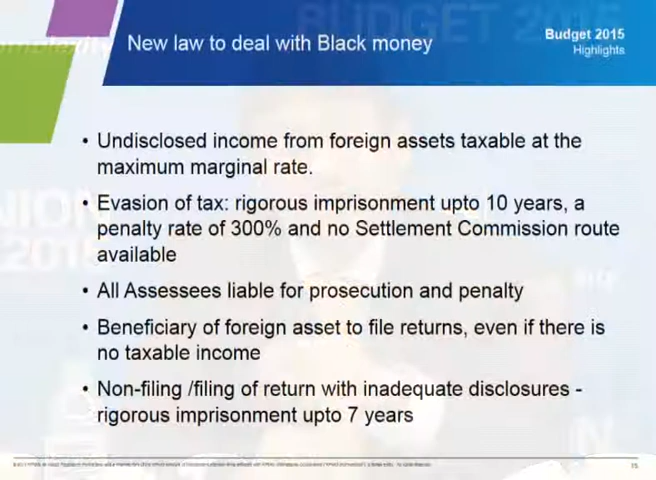 BUDGET 2015
New law to deal with Black money
Budget 2015
Highlights
• Undisclosed income from foreign assets taxable at the
maximum marginal rate.
• Evasion of tax: rigorous imprisonment upto 10 years, a
penalty rate of 300% and no Settlement Commission route
available
• All Assessees liable for prosecution and penalty
• Beneficiary of foreign asset to file returns, even if there is
no taxable income
• Non-filing /filing of return with inadequate disclosures -
rigorous imprisonment upto 7 years